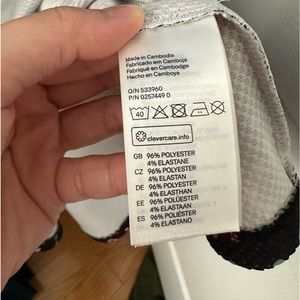 Made in Cambodia
Fabricado em Camboja
Fabriqué en Cambodge
Hecho en Camboya
O/N 533960
P/N 0257449 0
40
clevercare.info
GB 96% POLYESTER
4% ELASTANE
CZ 96% POLYESTER
4% ELASTAN
DE 96% POLYESTER
4% ELASTHAN
EE 96% POLÜESTER
4% ELASTAAN
ES 96% POLIÉSTER
4% ELASTANO